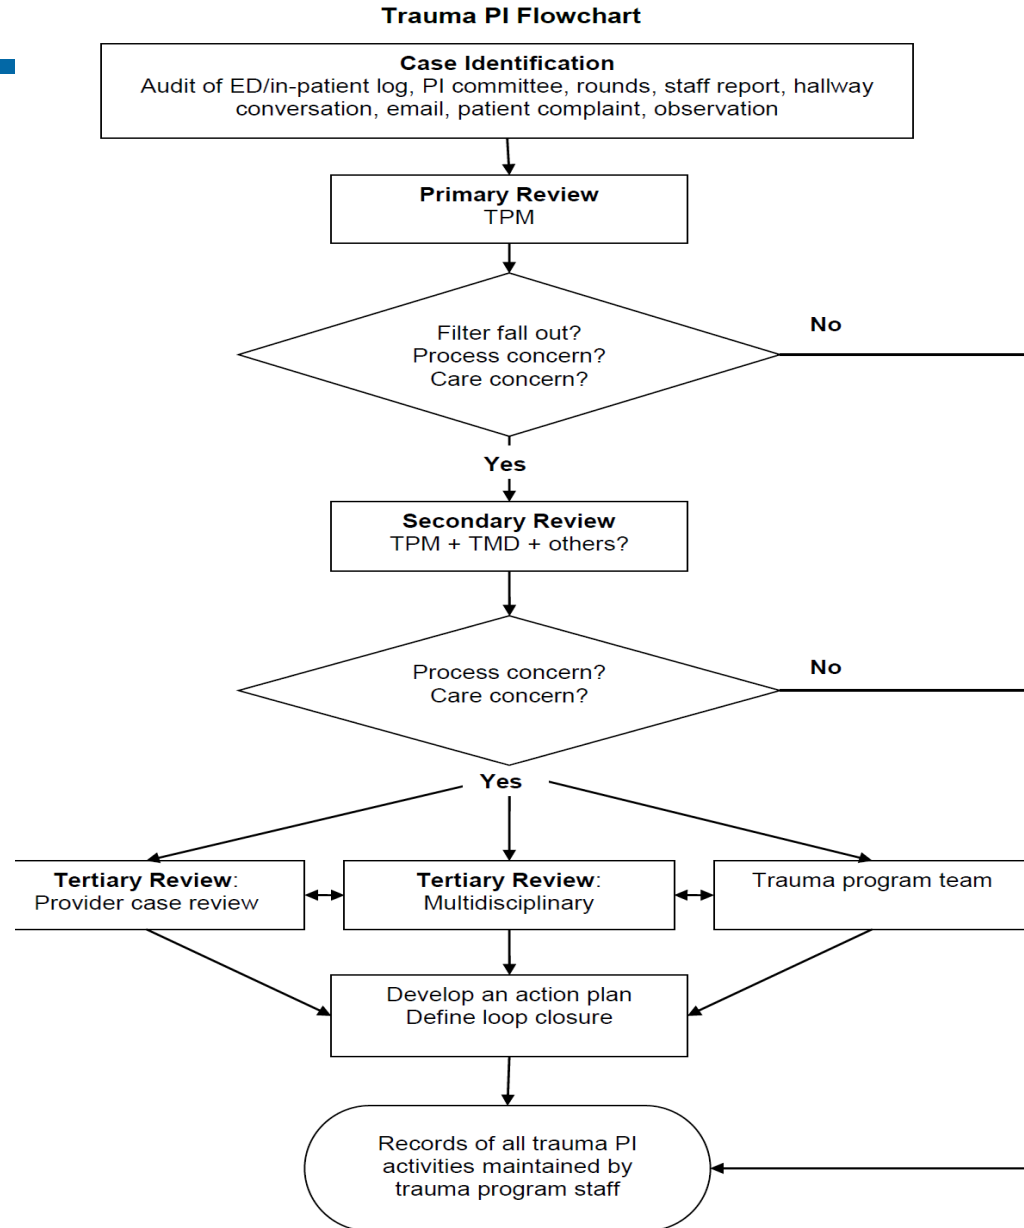 Trauma PI Flowchart
Case Identification
Audit of ED/in-patient log, PI committee, rounds, staff report, hallway
conversation, email, patient complaint, observation
Primary Review
TPM
Filter fall out?
Process concern?
Care concern?
No
Yes
Secondary Review
TPM + TMD + others?
Process concern?
Care concern?
No
Yes
Tertiary Review:
Provider case review
Tertiary Review:
Multidisciplinary
Trauma program team
Develop an action plan
Define loop closure
Records of all trauma PI
activities maintained by
trauma program staff